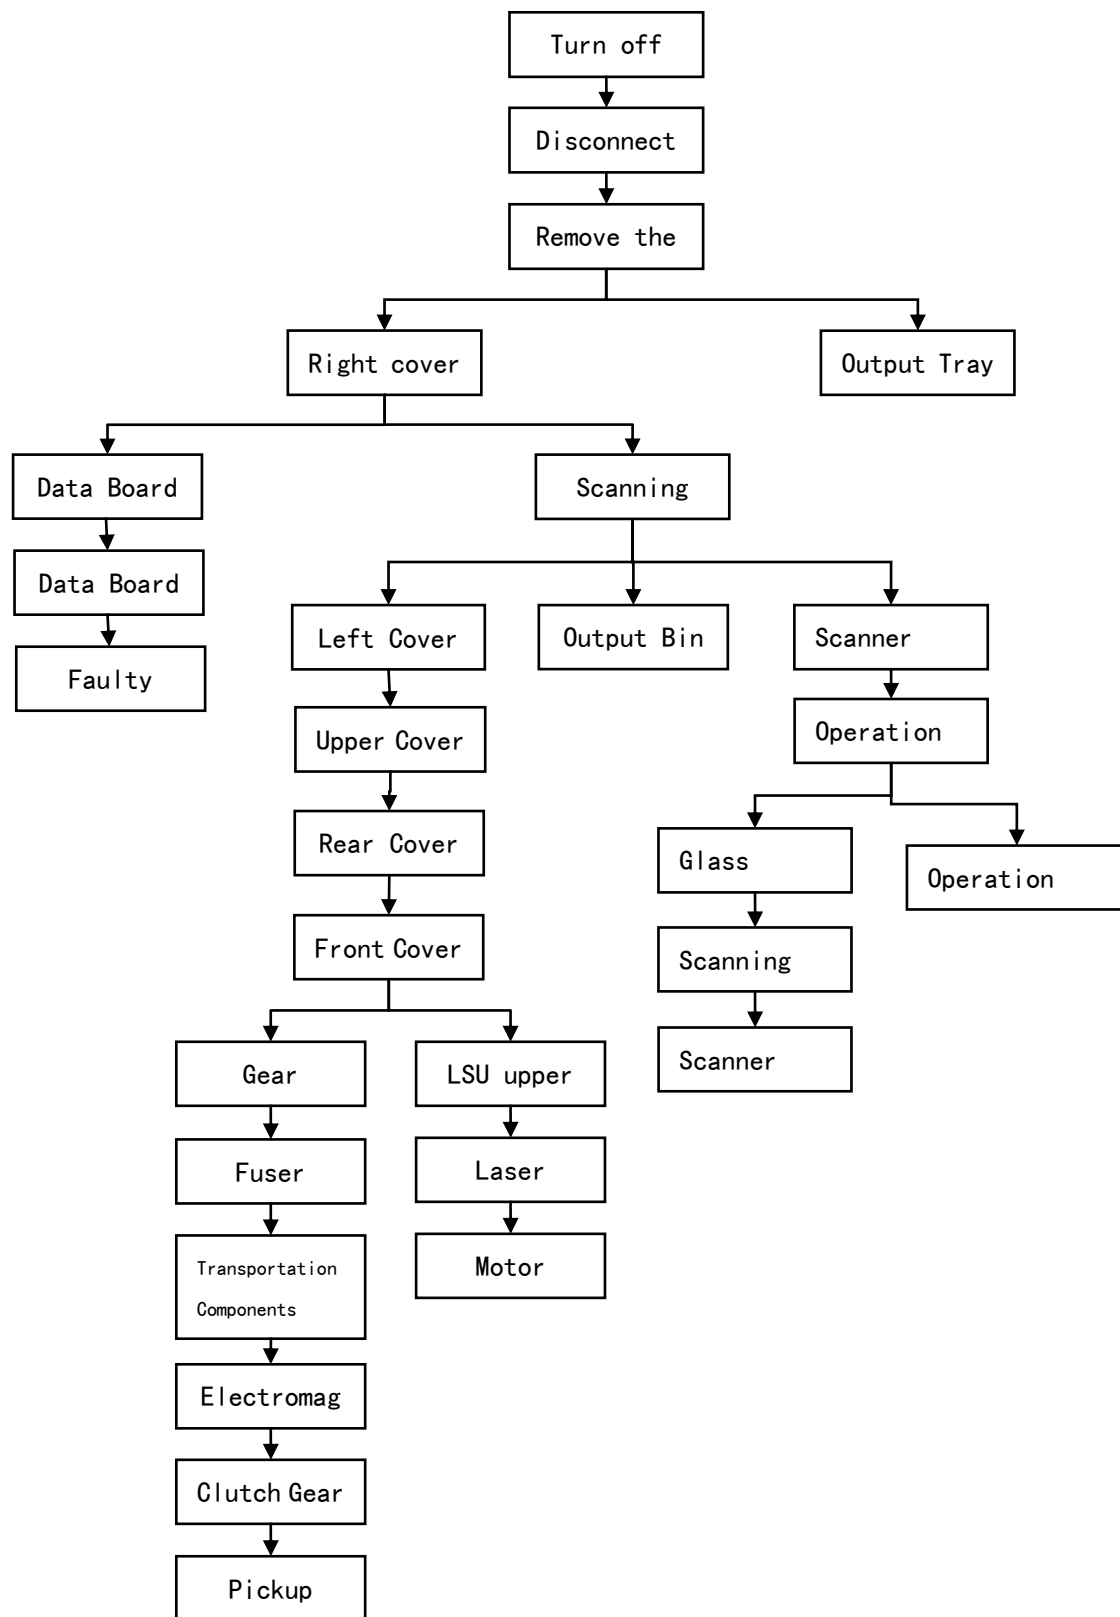 Turn off
Disconnect
Remove the
Right cover
Output Tray
Data Board
Scanning
Data Board
Left Cover
Output Bin
Scanner
Faulty
Upper Cover
Operation
Rear Cover
Glass
Operation
Front Cover
Scanning
Gear
LSU upper
Scanner
Fuser
Laser
Transportation
Components
Motor
Electromag
Clutch Gear
Pickup